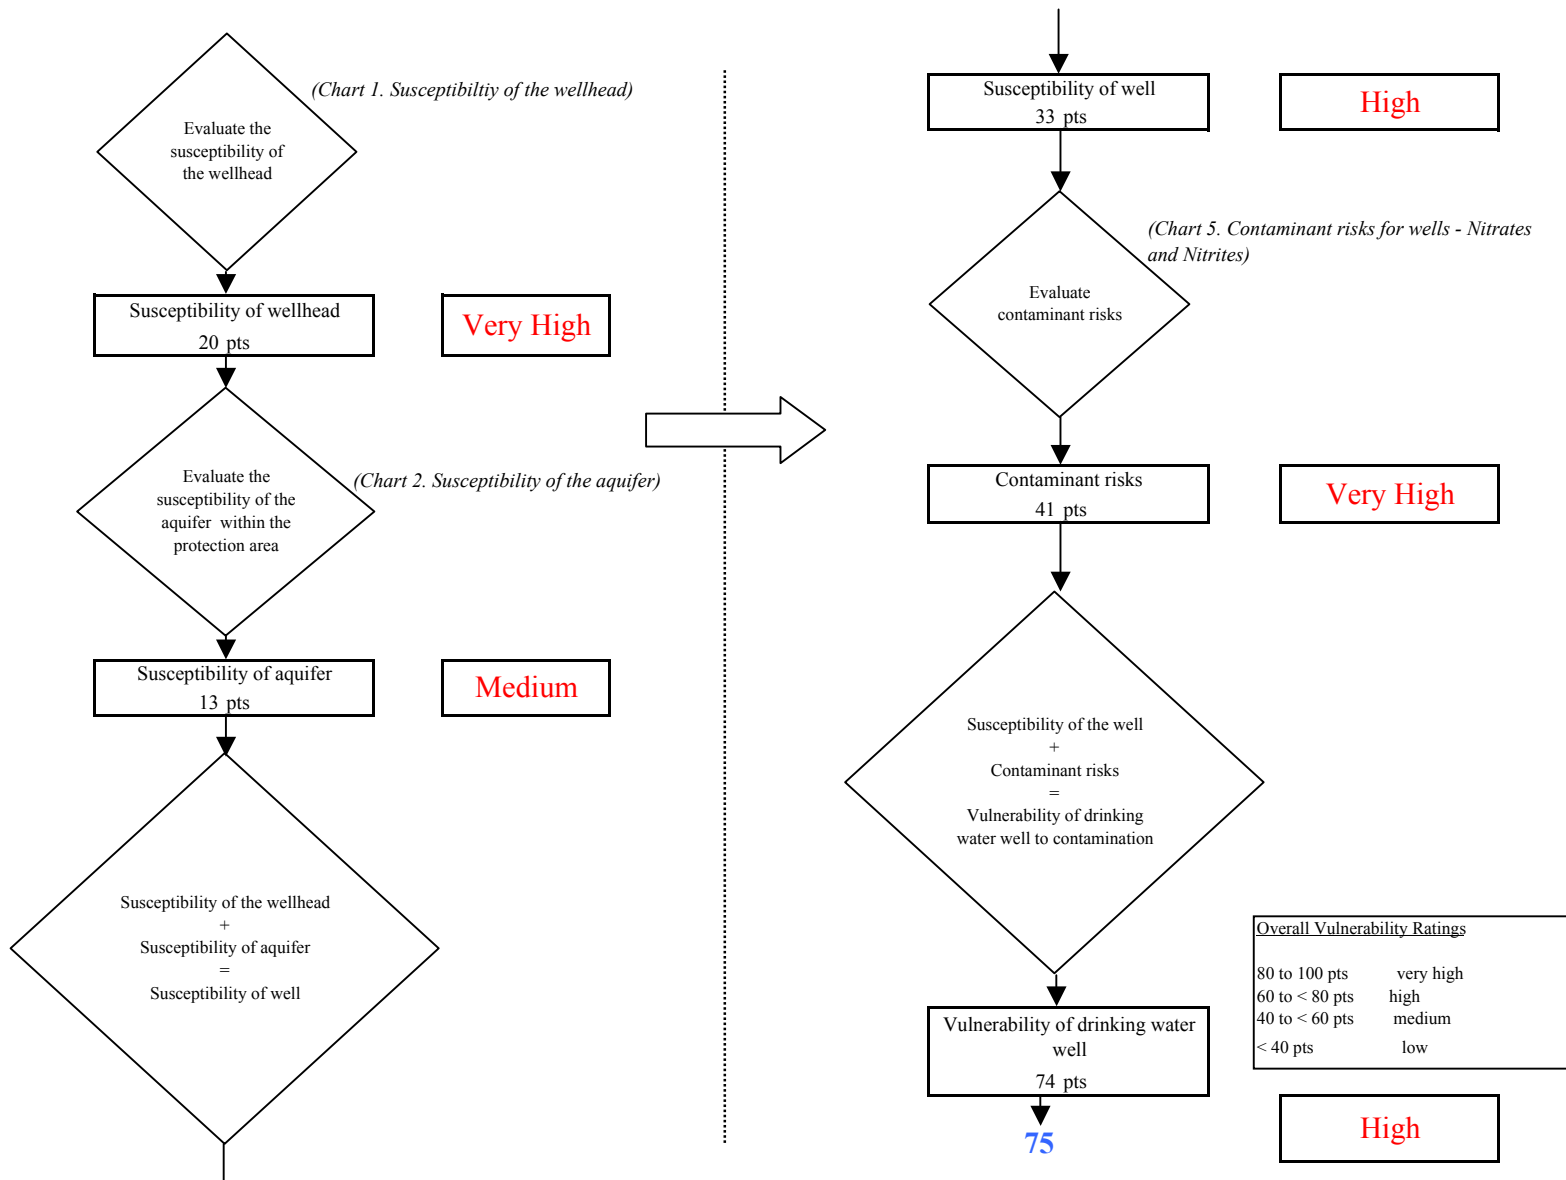 (Chart 1. Susceptibiltiy of the wellhead)
Evaluate the
susceptibility of
the wellhead
Susceptibility of wellhead
20 pts
Very High
Evaluate the
susceptibility of the
aquifer within the
protection area
(Chart 2. Susceptibility of the aquifer)
Susceptibility of aquifer
13 pts
Medium
Susceptibility of the wellhead
+
Susceptibility of aquifer
=
Susceptibility of well
Susceptibility of well
33 pts
High
(Chart 5. Contaminant risks for wells - Nitrates
and Nitrites)
Evaluate
contaminant risks
Contaminant risks
41 pts
Very High
Susceptibility of the well
+
Contaminant risks
=
Vulnerability of drinking
water well to contamination
Overall Vulnerability Ratings
80 to 100 pts very high
60 to < 80 pts high
40 to < 60 pts medium
< 40 pts low
Vulnerability of drinking water
well
74 pts
75
High